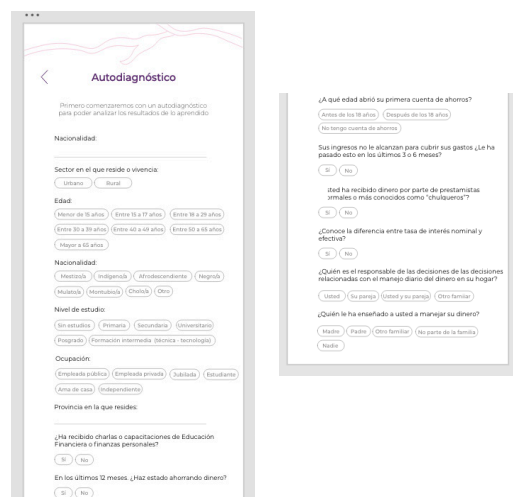 Autodiagnóstico
Primero comenzaremos con un autodiagnóstico
para poder analizar los resultados de lo aprendido
Nacionalidad:
Sector en el que reside o vivencia:
Urbano Rural
Edad:
Menor de 15 años Entre 15 a 17 años Entre 18 a 29 años
Entre 30 a 39 años Entre 40 a 49 años Entre 50 a 65 años
Mayor a 65 años
Nacionalidad:
Mestizo/a Indígeno/a Afrodescendiente Negro/a
Mulato/a Montubio/a Cholo/a Otro
Nivel de estudio:
Sin estudios Primaria Secundaria Universitario
Posgrado Formación intermedia (técnica - tecnología)
Ocupación:
Empleado pública Empleada privada Jubilada Estudiante
Ama de casa Independiente
Provincia en la que resides:
¿Ha recibido charlas o capacitaciones de Educación
Financiera o finanzas personales?
Si No
En los últimos 12 meses. ¿Haz estado ahorrando dinero?
Si No
¿A qué edad abrió su primera cuenta de ahorros?
Antes de los 18 años Después de los 18 años
No tengo cuenta de ahorros
Sus ingresos no le alcanzan para cubrir sus gastos ¿Le ha
pasado esto en los últimos 3 o 6 meses?
Si No
sted ha recibido dinero por parte de prestamistas
ormales o más conocidos como "chulqueros"?
Si No
¿Conoce la diferencia entre tasa de interés nominal y
efectiva?
Si No
¿Quién es el responsable de las decisiones de las decisiones
relacionadas con el manejo diario del dinero en su hogar?
Usted Su pareja Usted y su pareja Otro familiar
¿Quién le ha enseñado a usted a manejar su dinero?
Madre Padre Otro familiar No parte de la familia
Nadie